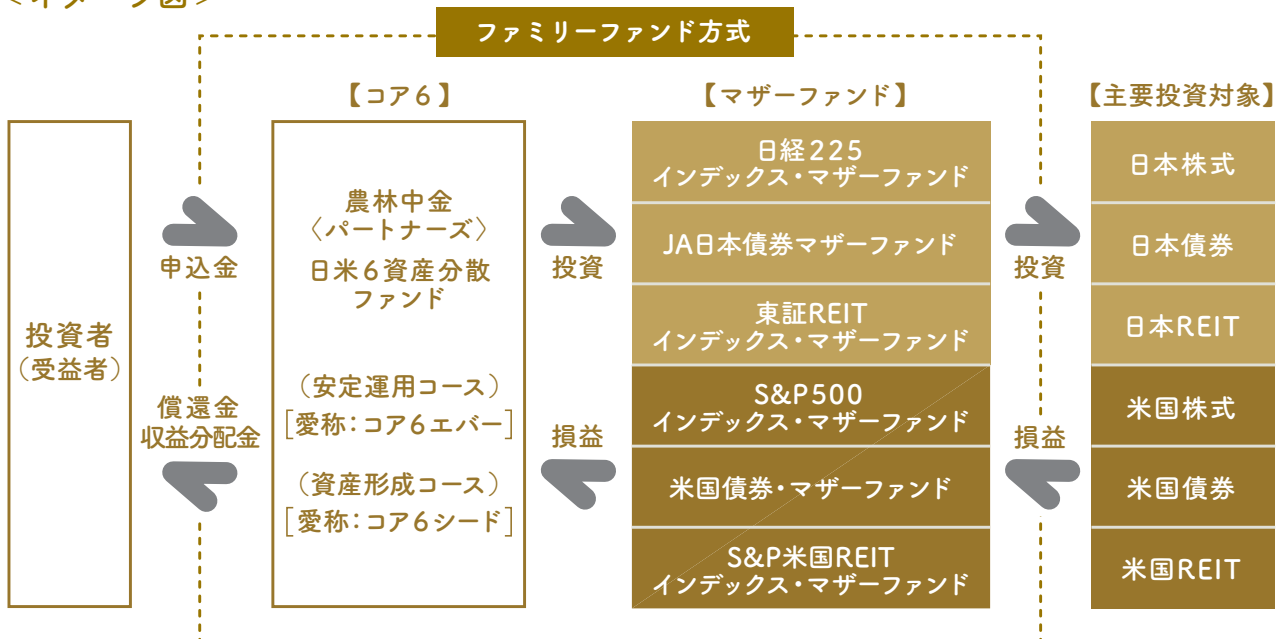 <イメージ図>
ファミリーファンド方式
【コア6】
【マザーファンド】
【主要投資対象】
投資者
(受益者)
申込金
償還金
収益分配金
農林中金
〈パートナーズ〉
日米6資産分散
ファンド
(安定運用コース)
[愛称:コア6エバー]
(資産形成コース)
[愛称:コア6シード]
投資
損益
日経225
インデックス・マザーファンド
JA日本債券マザーファンド
東証REIT
インデックス・マザーファンド
S&P500
インデックス・マザーファンド
米国債券・マザーファンド
S&P米国REIT
インデックス・マザーファンド
投資
損益
日本株式
日本債券
日本REIT
米国株式
米国債券
米国REIT